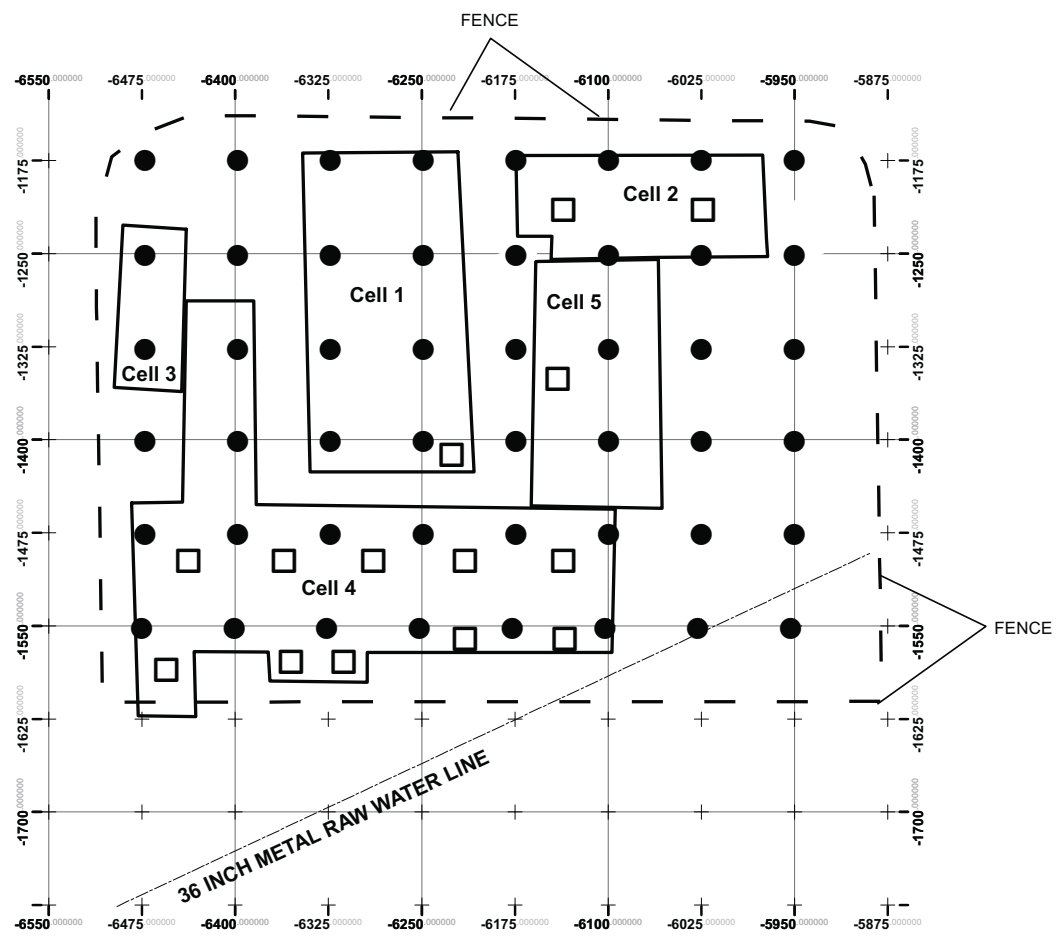 FENCE
-6550.000000 -6475.000000 -6400.000000 -6325.000000 -6250.000000 -6175.000000 -6100.000000 -6025.000000 -5950.000000 -5875.000000
-1175.000000 -1175.000000
Cell 2
-1250.000000 -1250.000000
Cell 1
Cell 5
-1325.000000 -1325.000000
Cell 3
-1400.000000 -1400.000000
-1475.000000 -1475.000000
Cell 4
-1550.000000 -1550.000000
FENCE
-1625.000000 -1625.000000
36 INCH METAL RAW WATER LINE
-1700.000000 -1700.000000
-6550.000000 -6475.000000 -6400.000000 -6325.000000 -6250.000000 -6175.000000 -6100.000000 -6025.000000 -5950.000000 -5875.000000